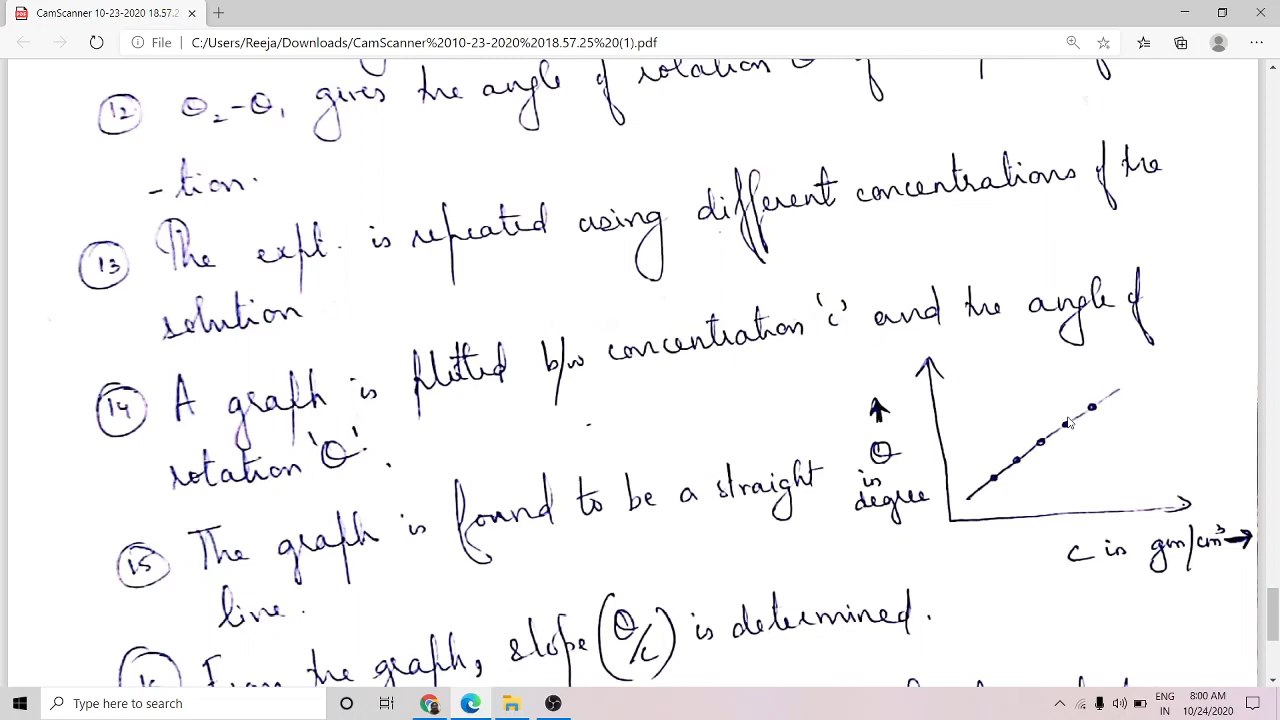 CamScanner 10-23-2020 18.57.2
File C:/Users/Reeja/Downloads/CamScanner%2010-23-2020%2018.57.25%20(1).pdf
12 θ₂-θ₁ gives the angle of rotation θ of
-tion.
13 The expt. is repeated using different concentrations of the
solution
14 A graph is plotted b/w concentration 'c' and the angle of
rotation 'θ'.
θ
in
degree
15 The graph is found to be a straight
line.
c in gm/cm³
16 From the graph, slope (θ/c) is determined.
Type here to search
ENG
IN
8:00 AM
10/24/2020